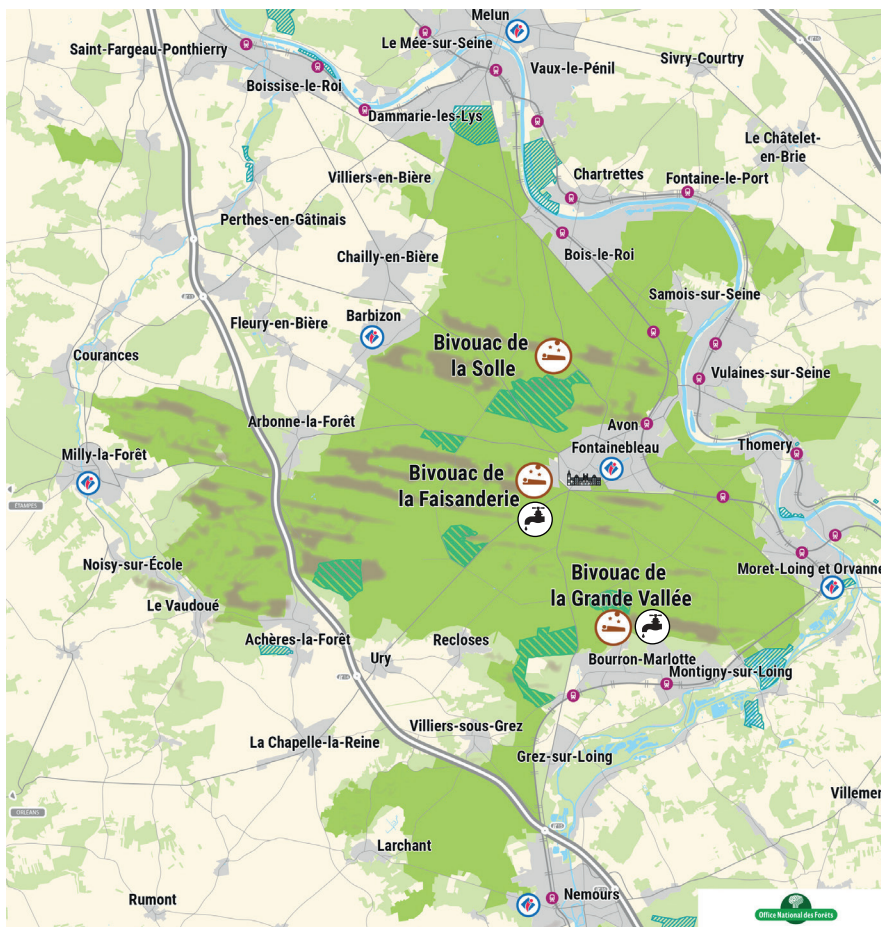 Melun
Le Mée-sur-Seine
Saint-Fargeau-Ponthierry
Sivry-Courtry
Vaux-le-Pénil
Boissise-le-Roi
Dammarie-les-Lys
Le Châtelet-
en-Brie
Villiers-en-Bière
Chartrettes
Fontaine-le-Port
Perthes-en-Gâtinais
Chailly-en-Bière
Bois-le-Roi
Samois-sur-Seine
Barbizon
Fleury-en-Bière
Bivouac de
la Solle
Courances
Vulaines-sur-Seine
Arbonne-la-Forêt
Avon
Fontainebleau
Thomery
Milly-la-Forêt
Bivouac de
la Faisanderie
ÉTAMPES
Noisy-sur-École
Bivouac de
la Grande Vallée
Moret-Loing et Orvanne
Le Vaudoué
Achères-la-Forêt
Recloses
Ury
Bourron-Marlotte
Montigny-sur-Loing
Villiers-sous-Grez
La Chapelle-la-Reine
Grez-sur-Loing
Villemer
ORLÉANS
Larchant
Rumont
Nemours
Office National des Forêts